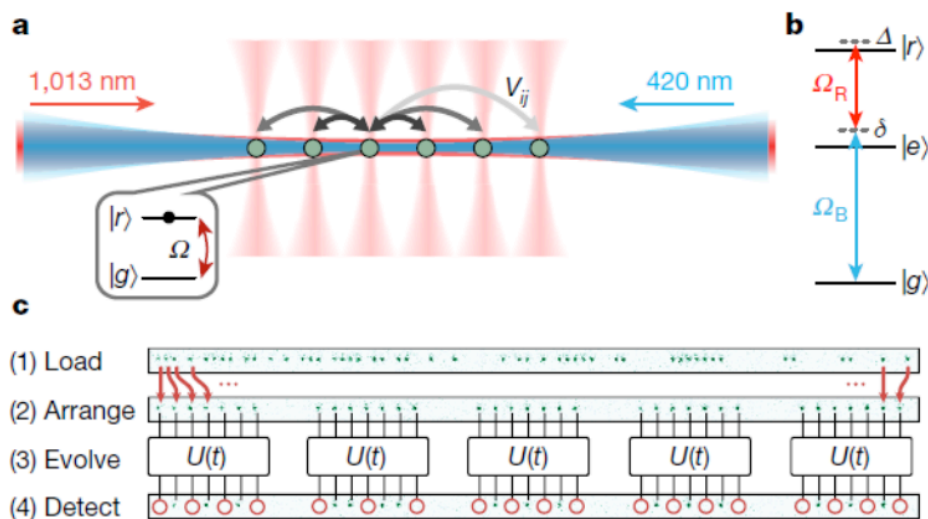 a
1,013 nm
V_ij
420 nm
|r⟩
Ω
|g⟩
b
Δ
|r⟩
Ω_R
δ
|e⟩
Ω_B
|g⟩
c
(1) Load
... ...
(2) Arrange
(3) Evolve U(t) U(t) U(t) U(t) U(t)
(4) Detect